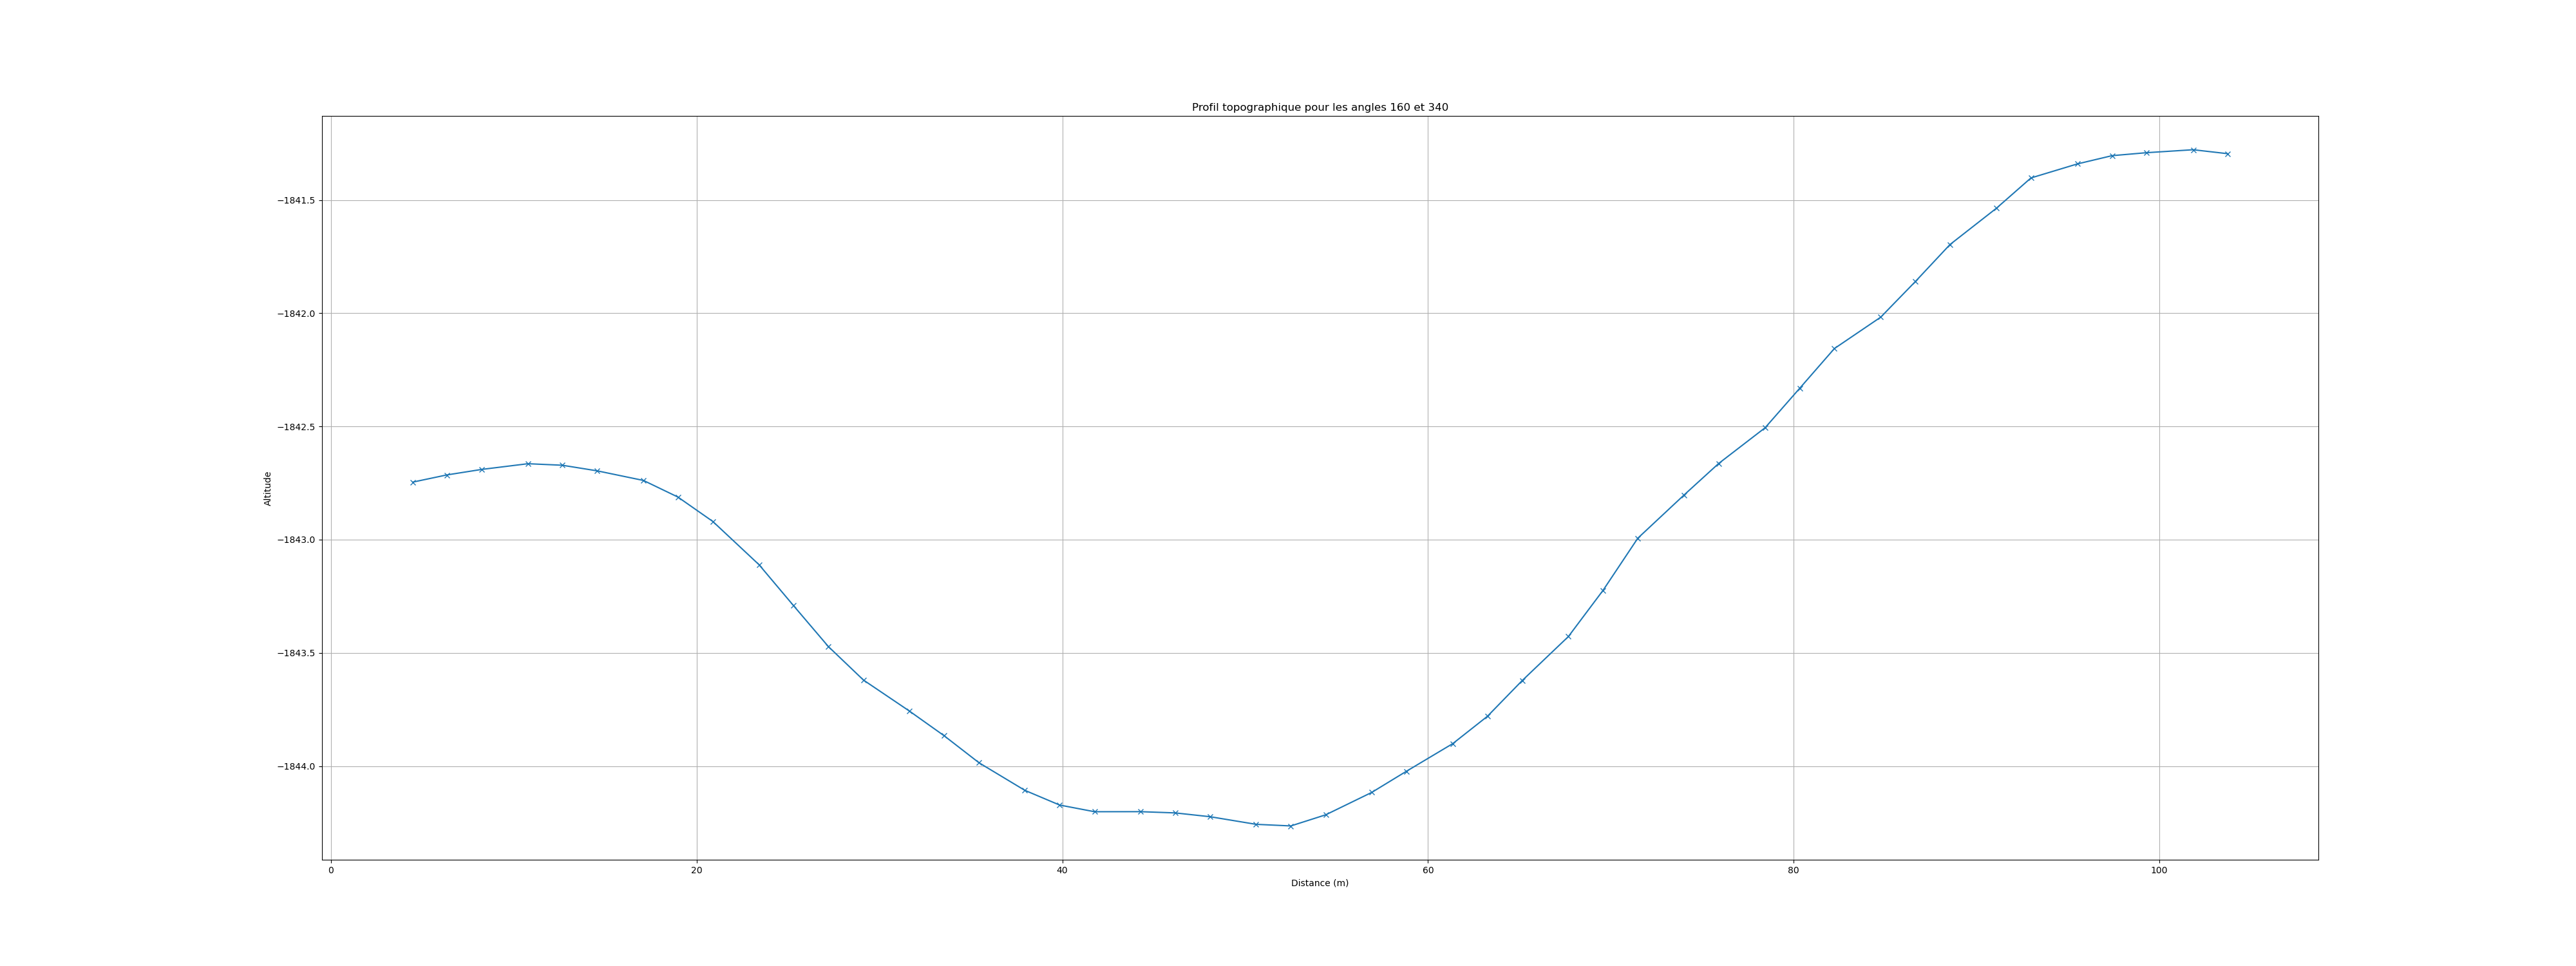 Profil topographique pour les angles 160 et 340
Altitude
−1841.5
−1842.0
−1842.5
−1843.0
−1843.5
−1844.0
0 20 40 60 80 100
Distance (m)